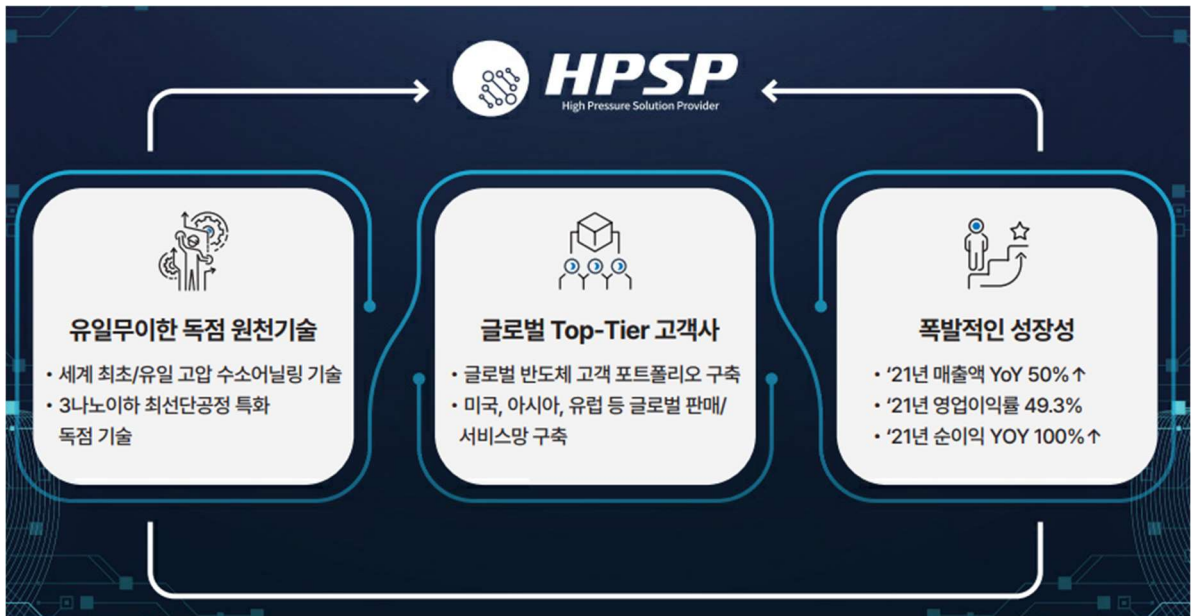 HPSP
High Pressure Solution Provider
유일무이한 독점 원천기술
• 세계 최초/유일 고압 수소어닐링 기술
• 3나노이하 최선단공정 특화
독점 기술
글로벌 Top-Tier 고객사
• 글로벌 반도체 고객 포트폴리오 구축
• 미국, 아시아, 유럽 등 글로벌 판매/
서비스망 구축
폭발적인 성장성
• ‘21년 매출액 YoY 50%↑
• ‘21년 영업이익률 49.3%
• ‘21년 순이익 YOY 100%↑